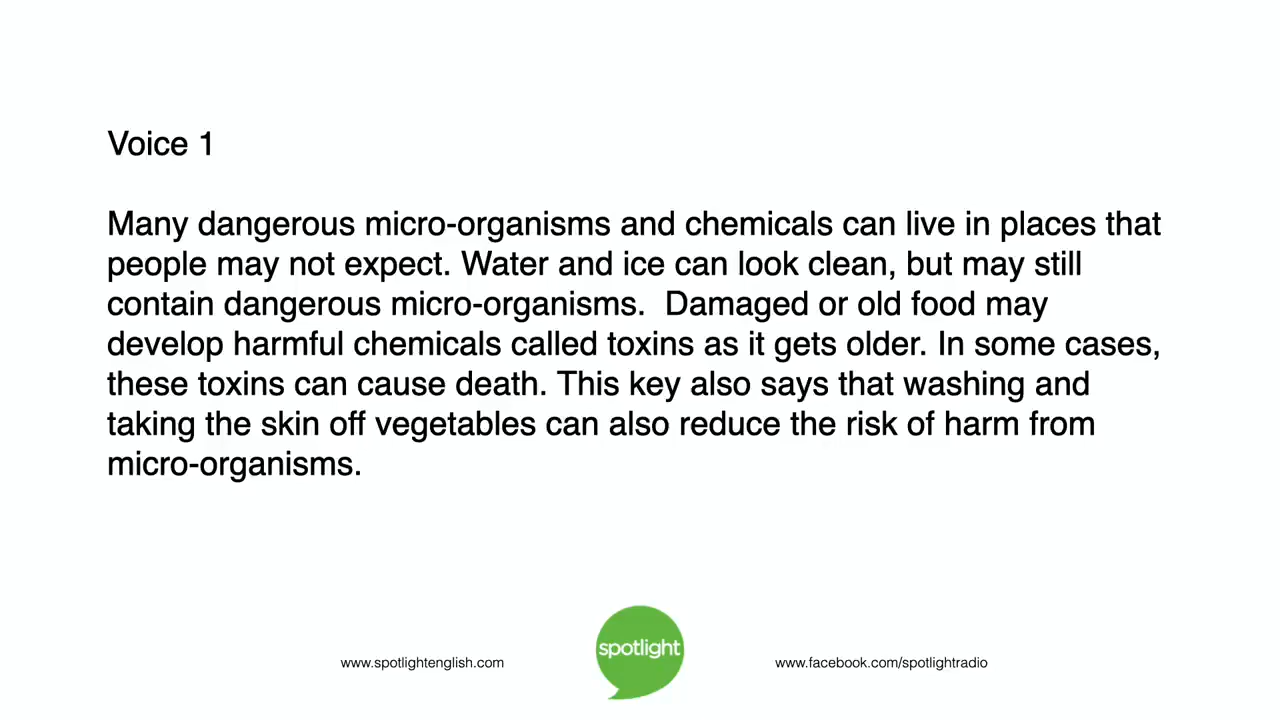 Voice 1
Many dangerous micro-organisms and chemicals can live in places that
people may not expect. Water and ice can look clean, but may still
contain dangerous micro-organisms.  Damaged or old food may
develop harmful chemicals called toxins as it gets older. In some cases,
these toxins can cause death. This key also says that washing and
taking the skin off vegetables can also reduce the risk of harm from
micro-organisms.
www.spotlightenglish.com
spotlight
www.facebook.com/spotlightradio